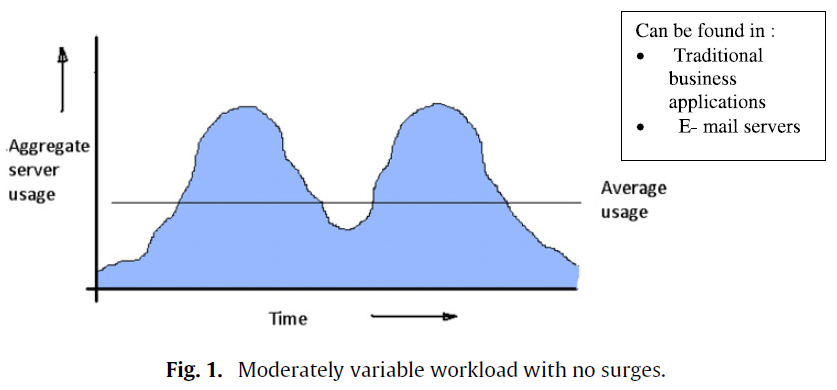 Can be found in :
• Traditional
business
applications
• E- mail servers
Aggregate
server
usage
Average
usage
Time
Fig. 1. Moderately variable workload with no surges.